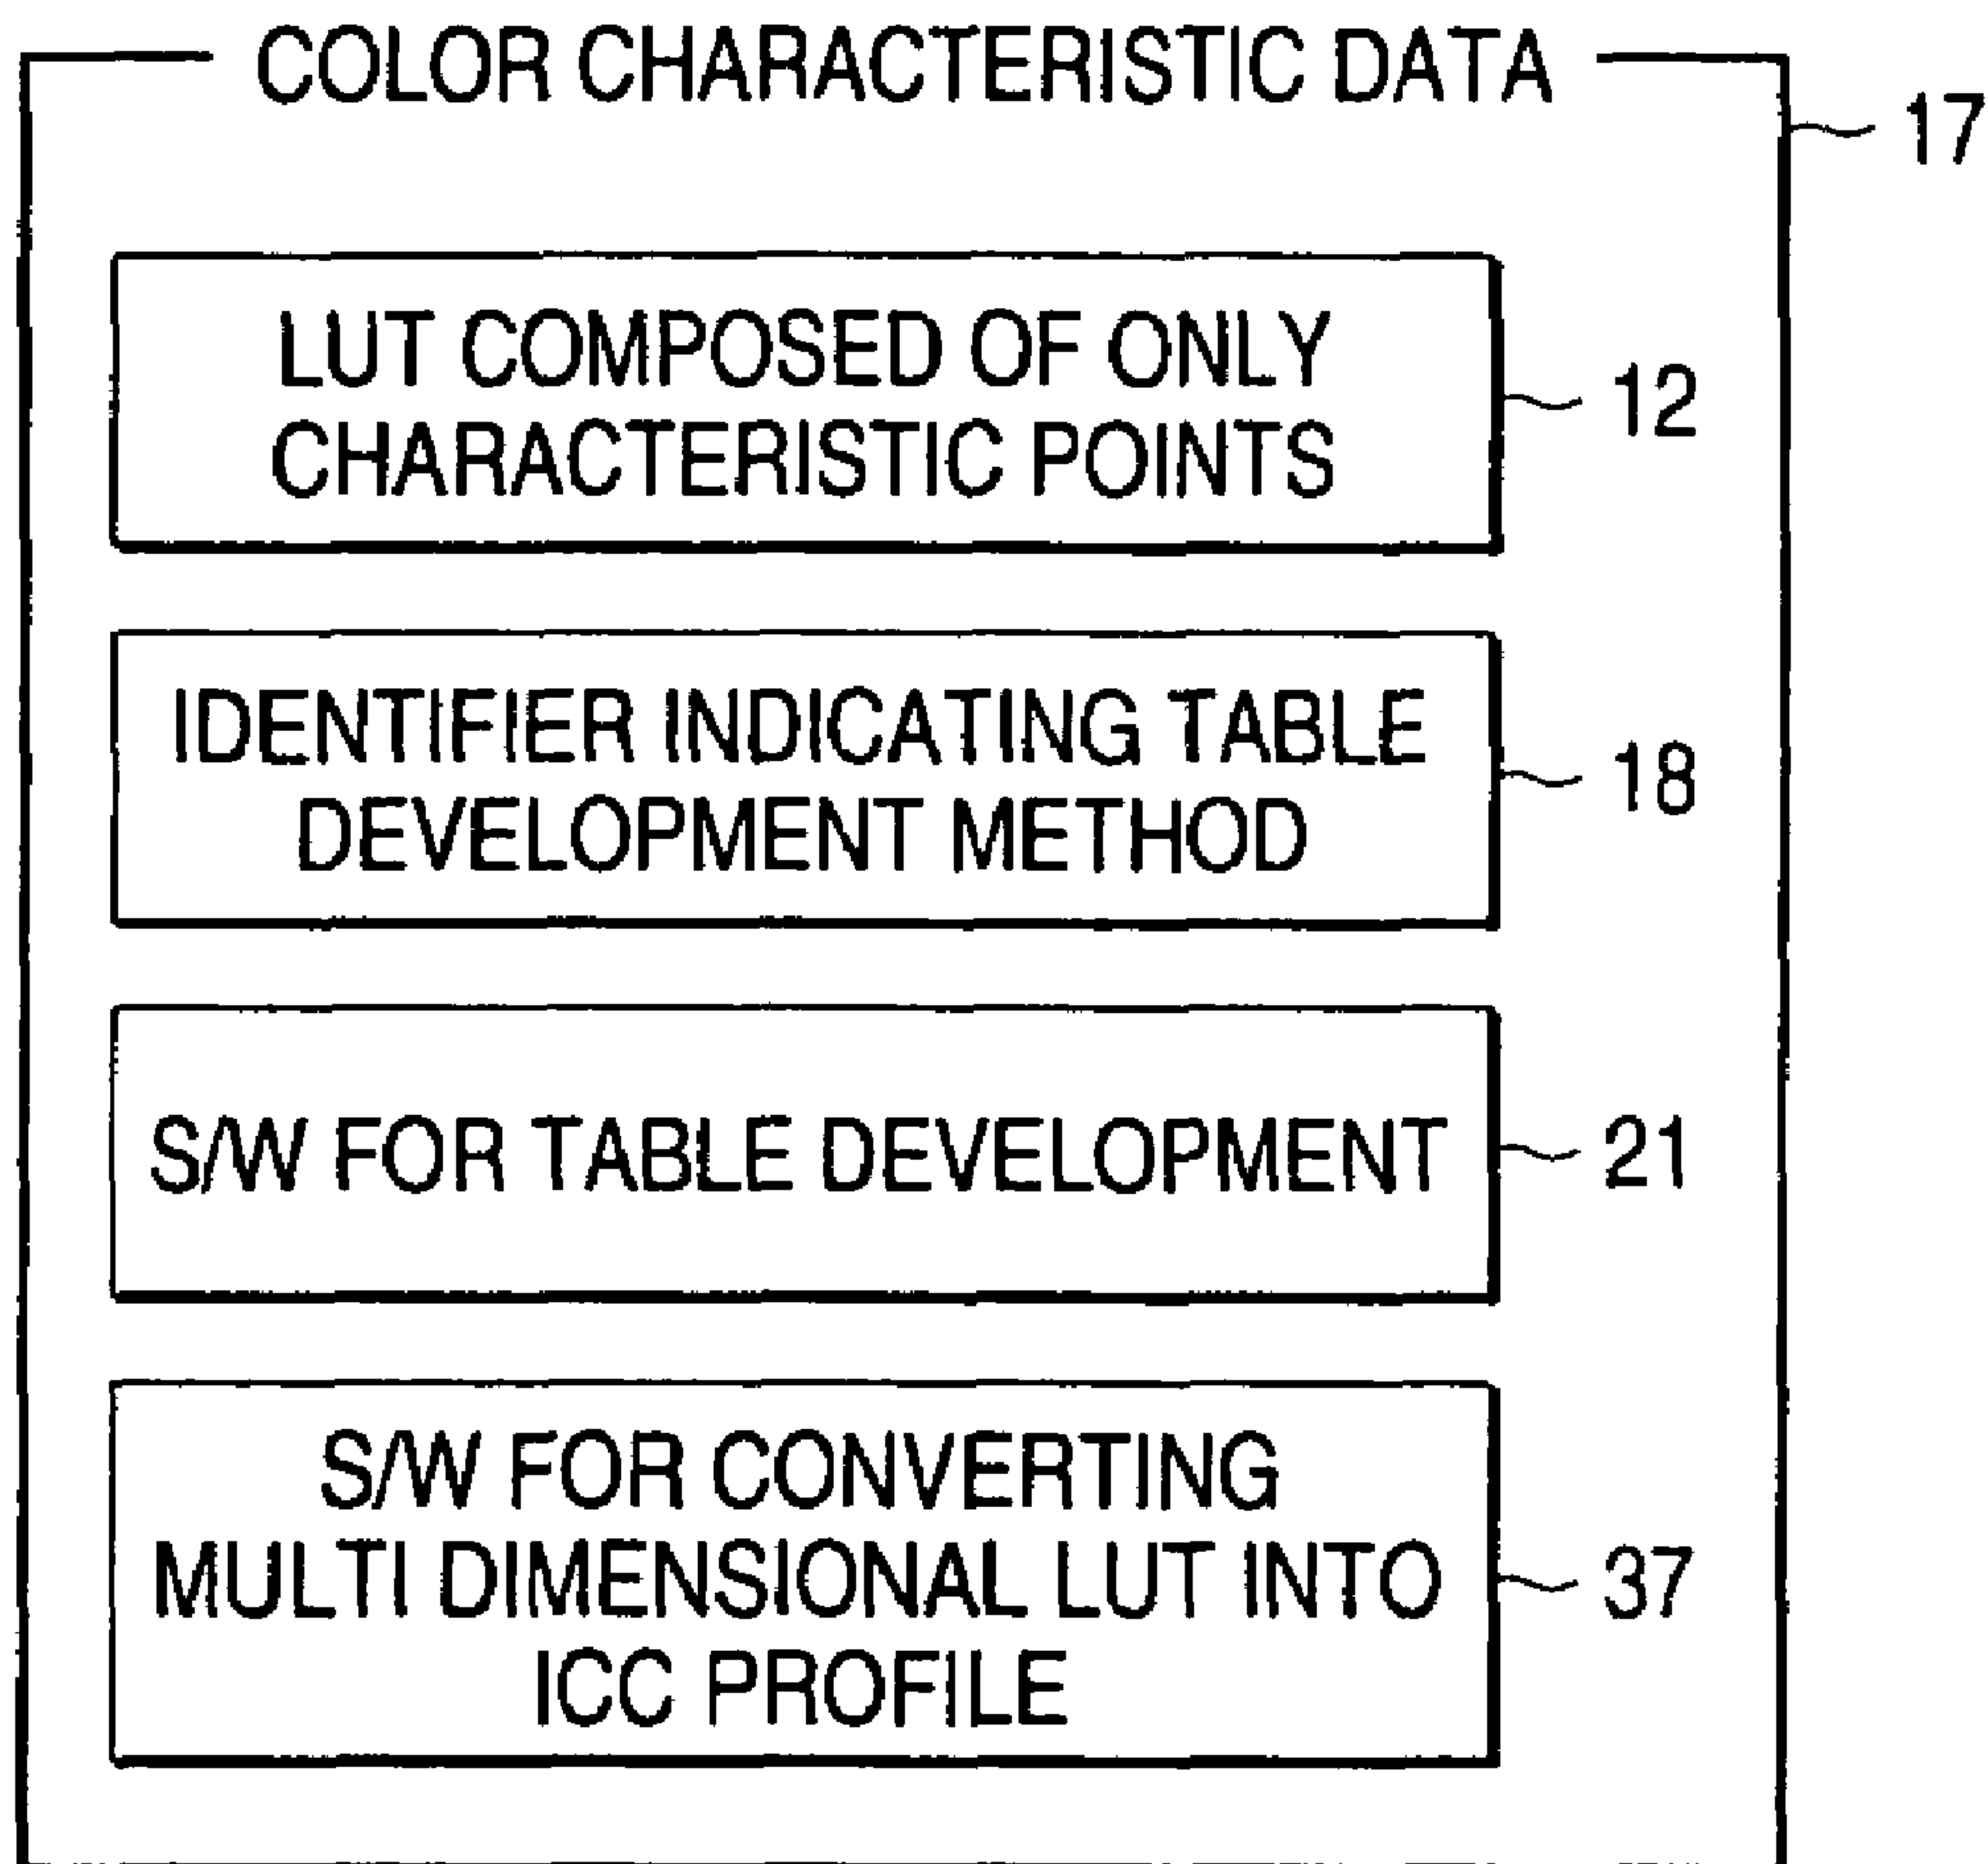 COLOR CHARACTERISTIC DATA
17
LUT COMPOSED OF ONLY
CHARACTERISTIC POINTS
12
IDENTIFIER INDICATING TABLE
DEVELOPMENT METHOD
18
S/W FOR TABLE DEVELOPMENT
21
S/W FOR CONVERTING
MULTI DIMENSIONAL LUT INTO
ICC PROFILE
37